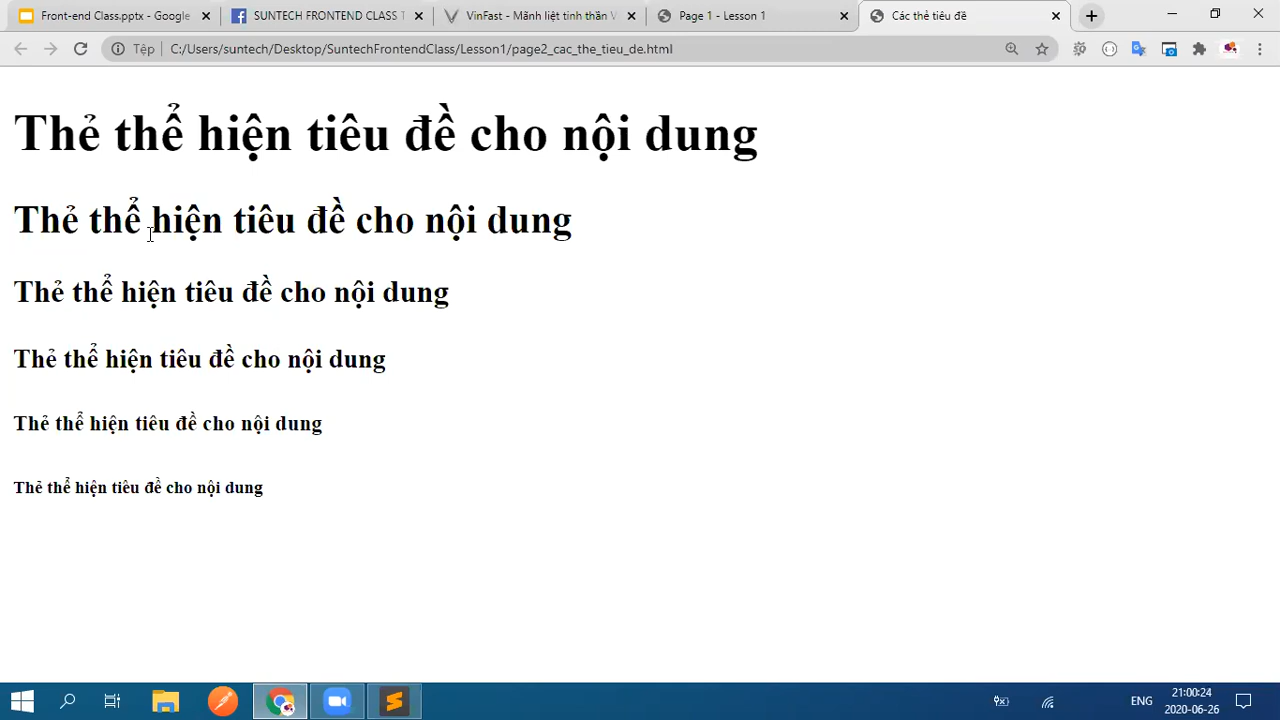 Front-end Class.pptx - Google
SUNTECH FRONTEND CLASS T
VinFast - Mãnh liệt tinh thần V
Page 1 - Lesson 1
Các thẻ tiêu đề
Tệp
C:/Users/suntech/Desktop/SuntechFrontendClass/Lesson1/page2_cac_the_tieu_de.html
Thẻ thể hiện tiêu đề cho nội dung
Thẻ thể hiện tiêu đề cho nội dung
Thẻ thể hiện tiêu đề cho nội dung
Thẻ thể hiện tiêu đề cho nội dung
Thẻ thể hiện tiêu đề cho nội dung
Thẻ thể hiện tiêu đề cho nội dung
ENG
21:00:24
2020-06-26